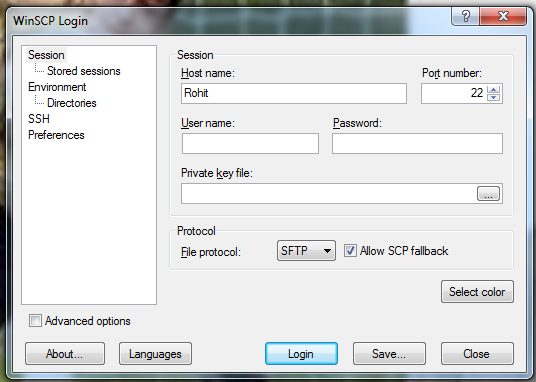 WinSCP Login
Session
Stored sessions
Environment
Directories
SSH
Preferences
Session
Host name:
Port number:
Rohit
22
User name:
Password:
Private key file:
...
Protocol
File protocol:
SFTP
Allow SCP fallback
Select color
Advanced options
About...
Languages
Login
Save...
Close